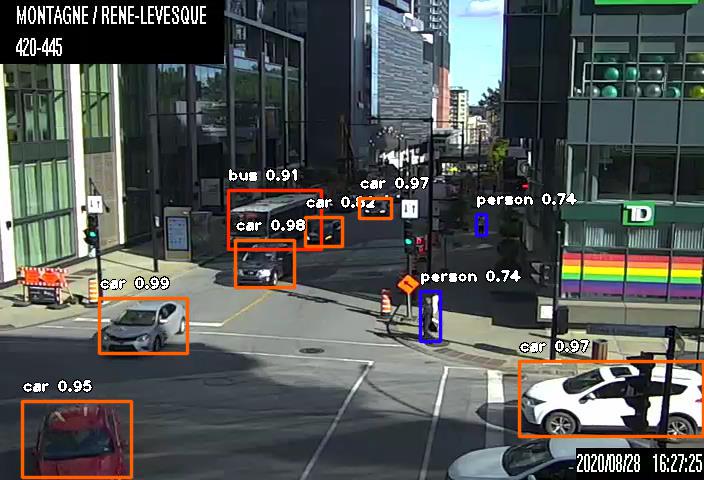 MONTAGNE / RENE-LEVESQUE
420-445
bus 0.91
car 0.97
car 0.82
person 0.74
car 0.98
TD
car 0.99
person 0.74
car 0.97
car 0.95
2020/08/28 16:27:25